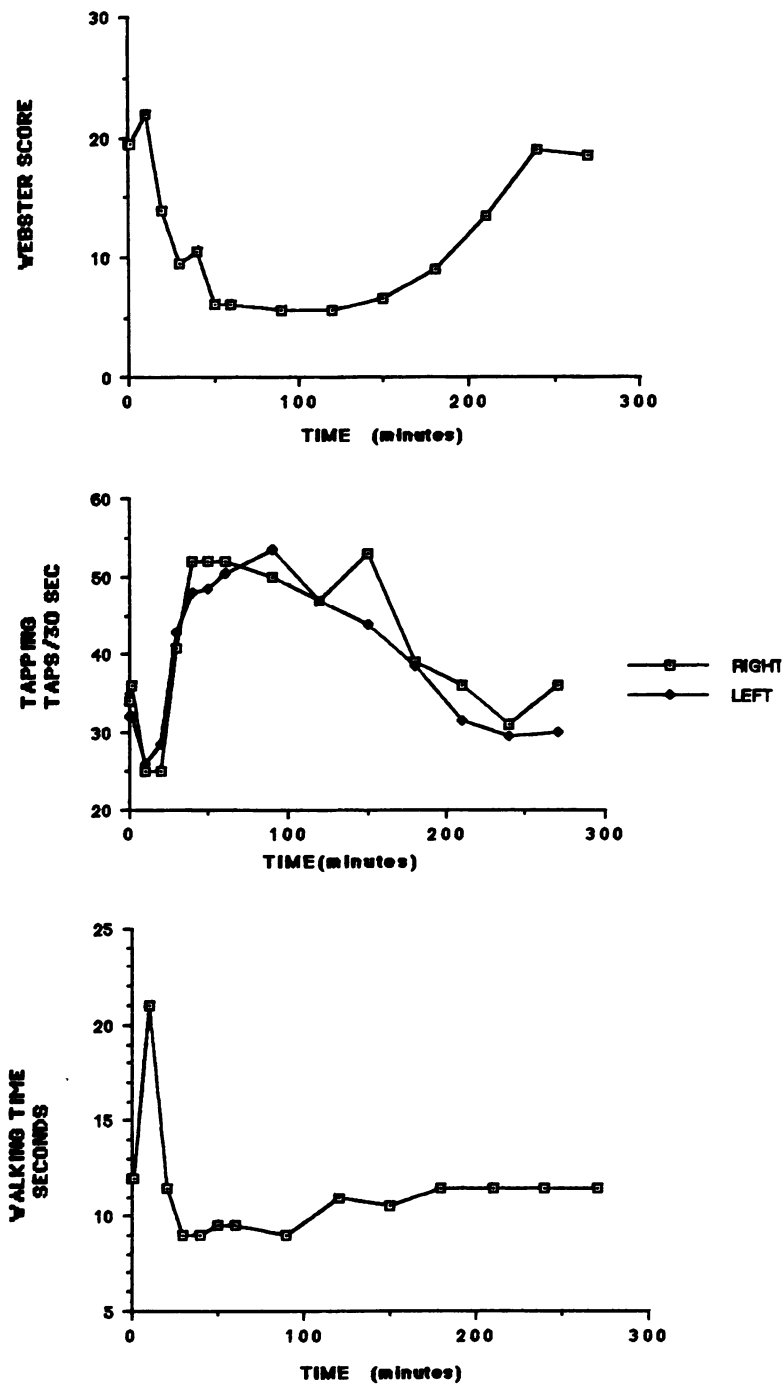 30
20
10
0
WEBSTER SCORE
0 100 200 300
TIME (minutes)
60
50
40
30
20
TAPPING
TAPS/30 SEC
RIGHT
LEFT
0 100 200 300
TIME(minutes)
25
20
15
10
5
WALKING TIME
SECONDS
0 100 200 300
TIME (minutes)